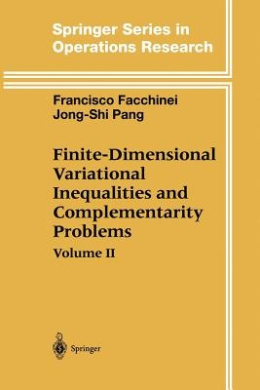 Springer Series in
Operations Research
Francisco Facchinei
Jong-Shi Pang
Finite-Dimensional
Variational
Inequalities and
Complementarity
Problems
Volume II
Springer